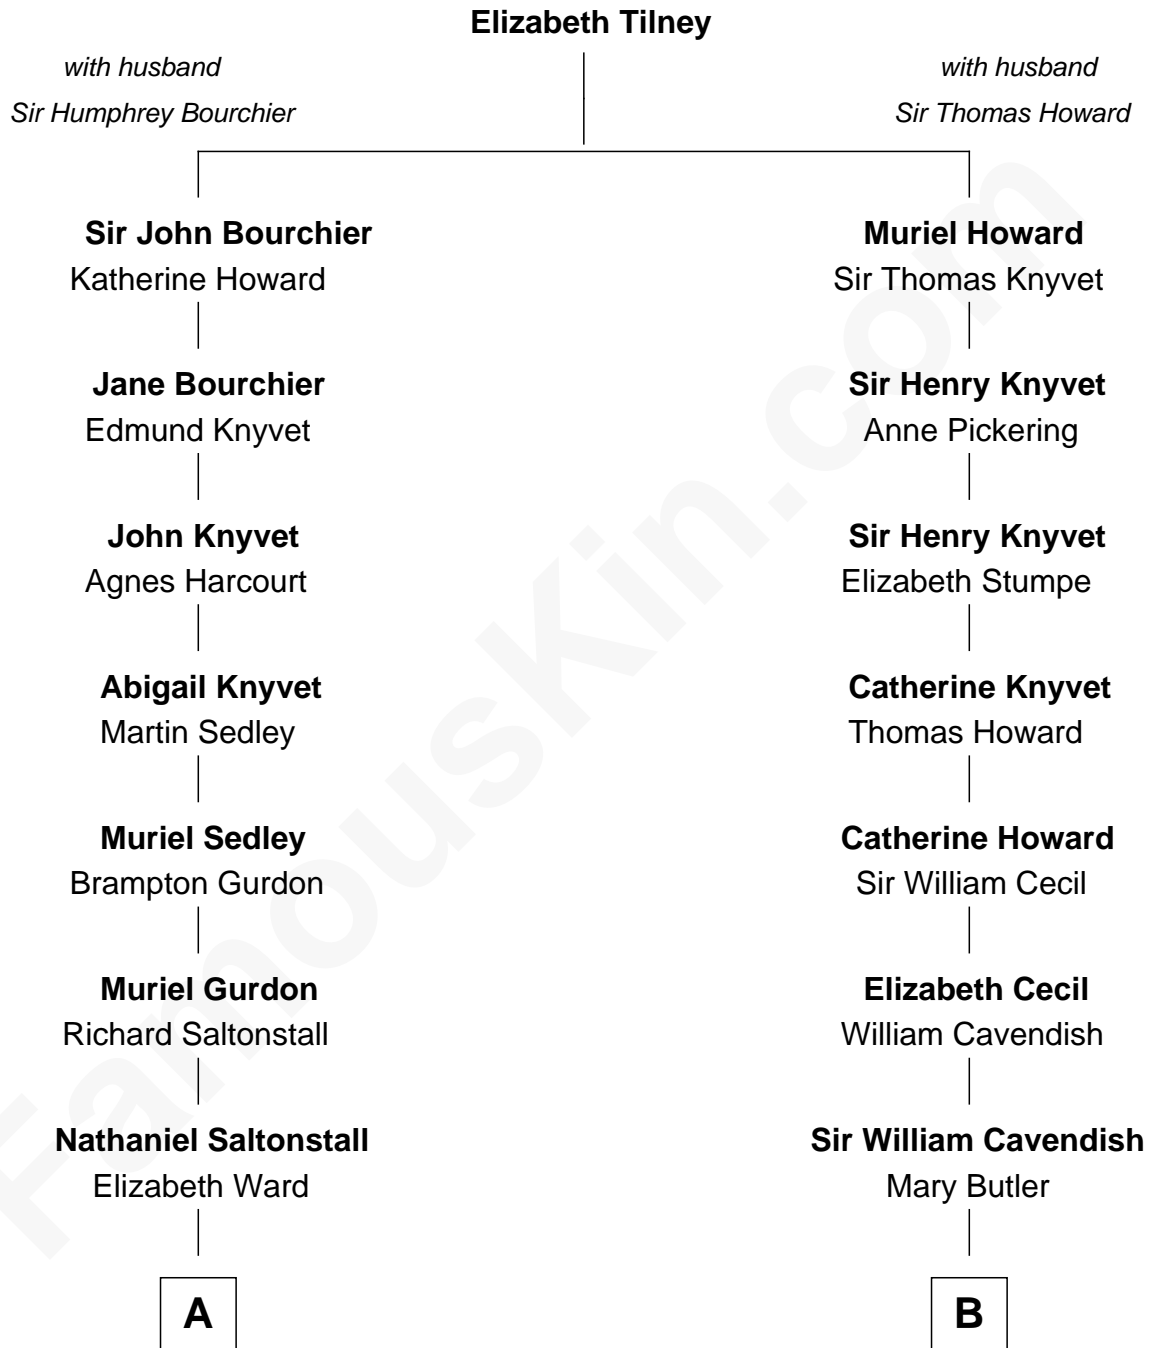 Elizabeth Tilney
with husband
Sir Humphrey Bourchier
with husband
Sir Thomas Howard
Sir John Bourchier
Katherine Howard
Muriel Howard
Sir Thomas Knyvet
Jane Bourchier
Edmund Knyvet
Sir Henry Knyvet
Anne Pickering
John Knyvet
Agnes Harcourt
Sir Henry Knyvet
Elizabeth Stumpe
Abigail Knyvet
Martin Sedley
Catherine Knyvet
Thomas Howard
Muriel Sedley
Brampton Gurdon
Catherine Howard
Sir William Cecil
Muriel Gurdon
Richard Saltonstall
Elizabeth Cecil
William Cavendish
Nathaniel Saltonstall
Elizabeth Ward
Sir William Cavendish
Mary Butler
A
B
FamousKin.com